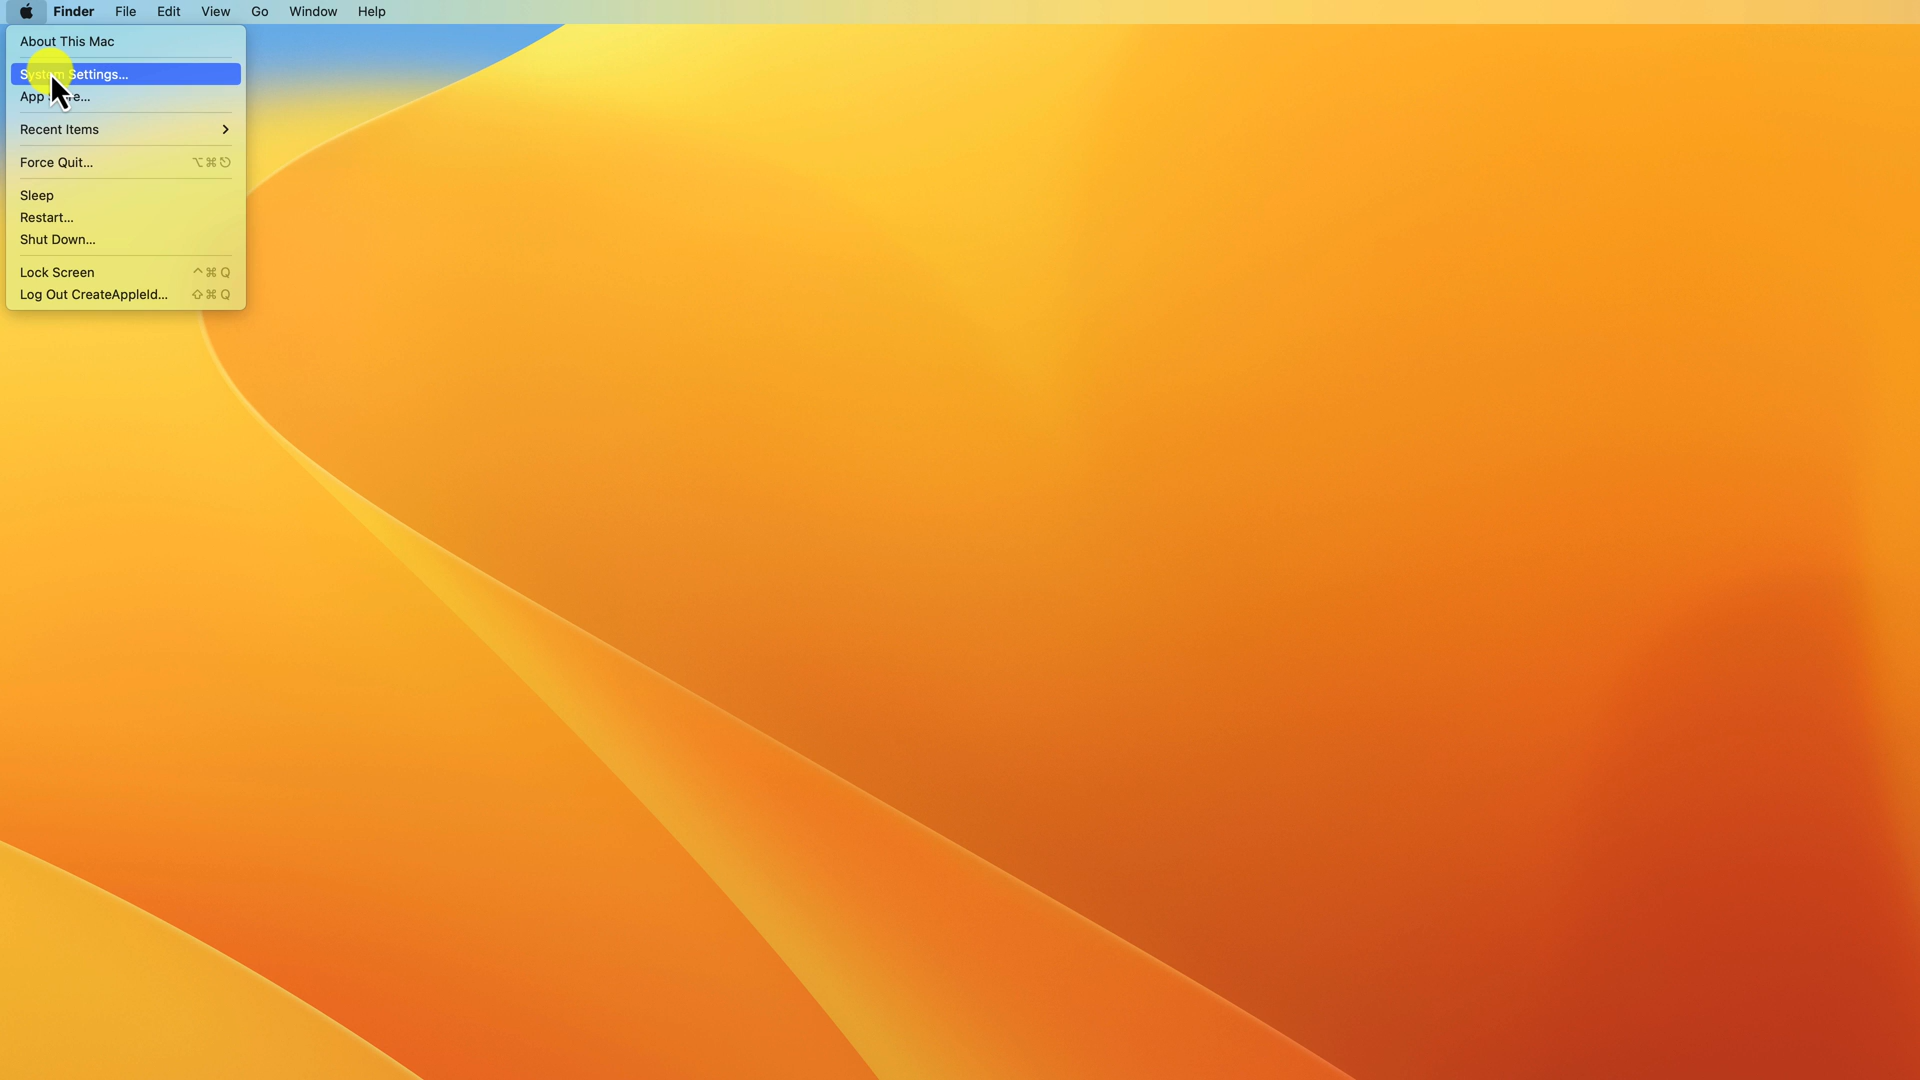 Finder File Edit View Go Window Help
About This Mac
System Settings...
App Store...
Recent Items
Force Quit... ⌥⌘⎋
Sleep
Restart...
Shut Down...
Lock Screen ^⌘Q
Log Out CreateAppleId... ⇧⌘Q